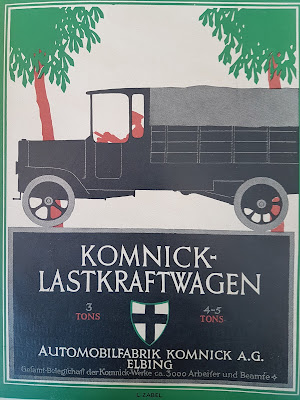 KOMNICK-
LASTKRAFTWAGEN
3
TONS
4-5
TONS
AUTOMOBILFABRIK KOMNICK A.G.
ELBING
Gesamt-Belegschaft der Komnick-Werke ca. 3000 Arbeiter und Beamte
L. ZABEL